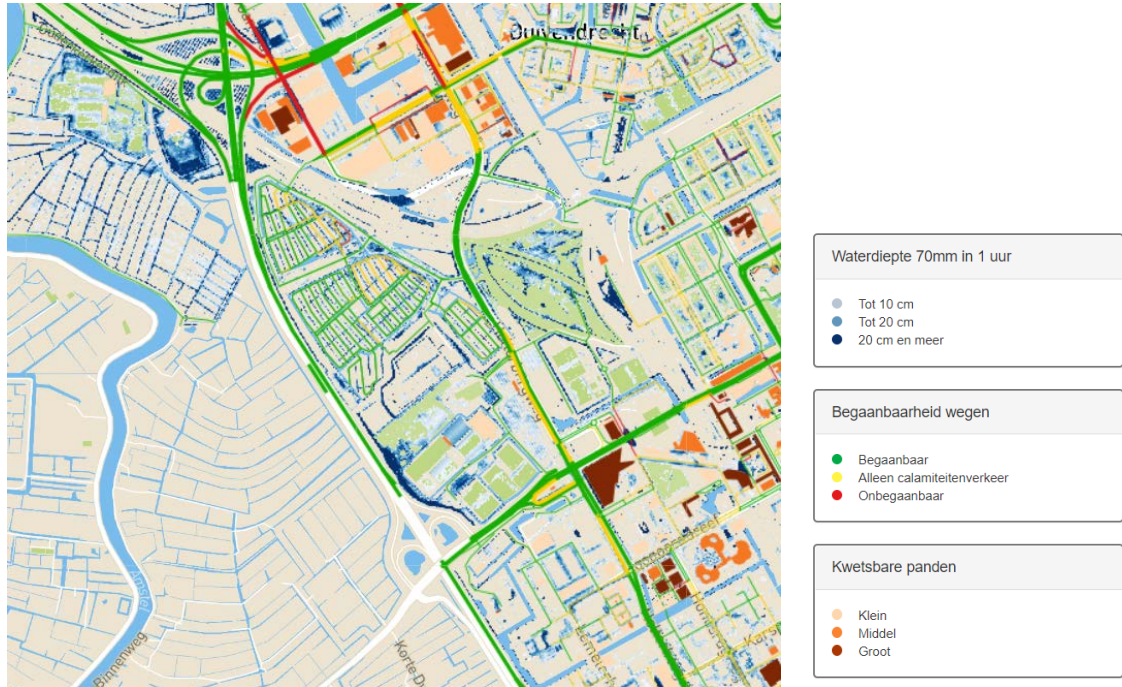 Duivendrecht
Amstel
Binnenweg
Waterdiepte 70mm in 1 uur
Tot 10 cm
Tot 20 cm
20 cm en meer
Begaanbaarheid wegen
Begaanbaar
Alleen calamiteitenverkeer
Onbegaanbaar
Kwetsbare panden
Klein
Middel
Groot